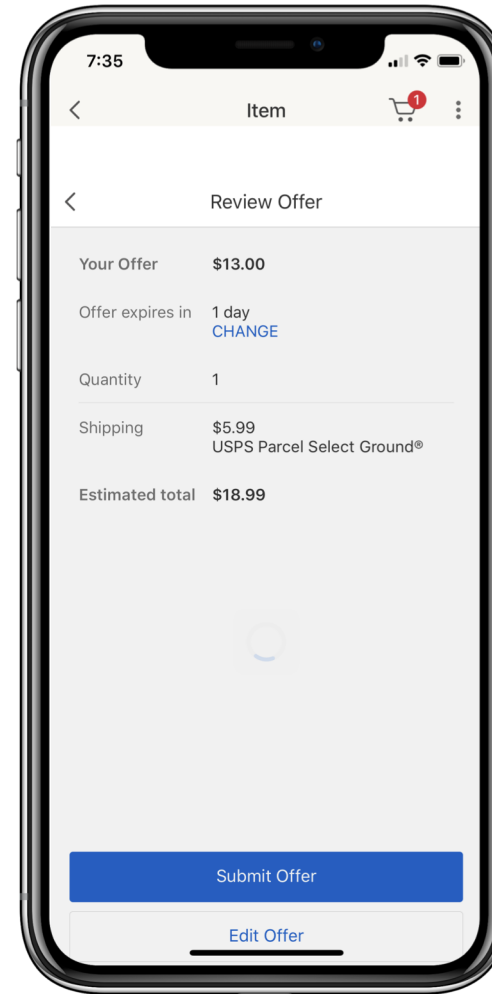 7:35
Item
1
Review Offer
Your Offer $13.00
Offer expires in 1 day
CHANGE
Quantity 1
Shipping $5.99
USPS Parcel Select Ground®
Estimated total $18.99
Submit Offer
Edit Offer